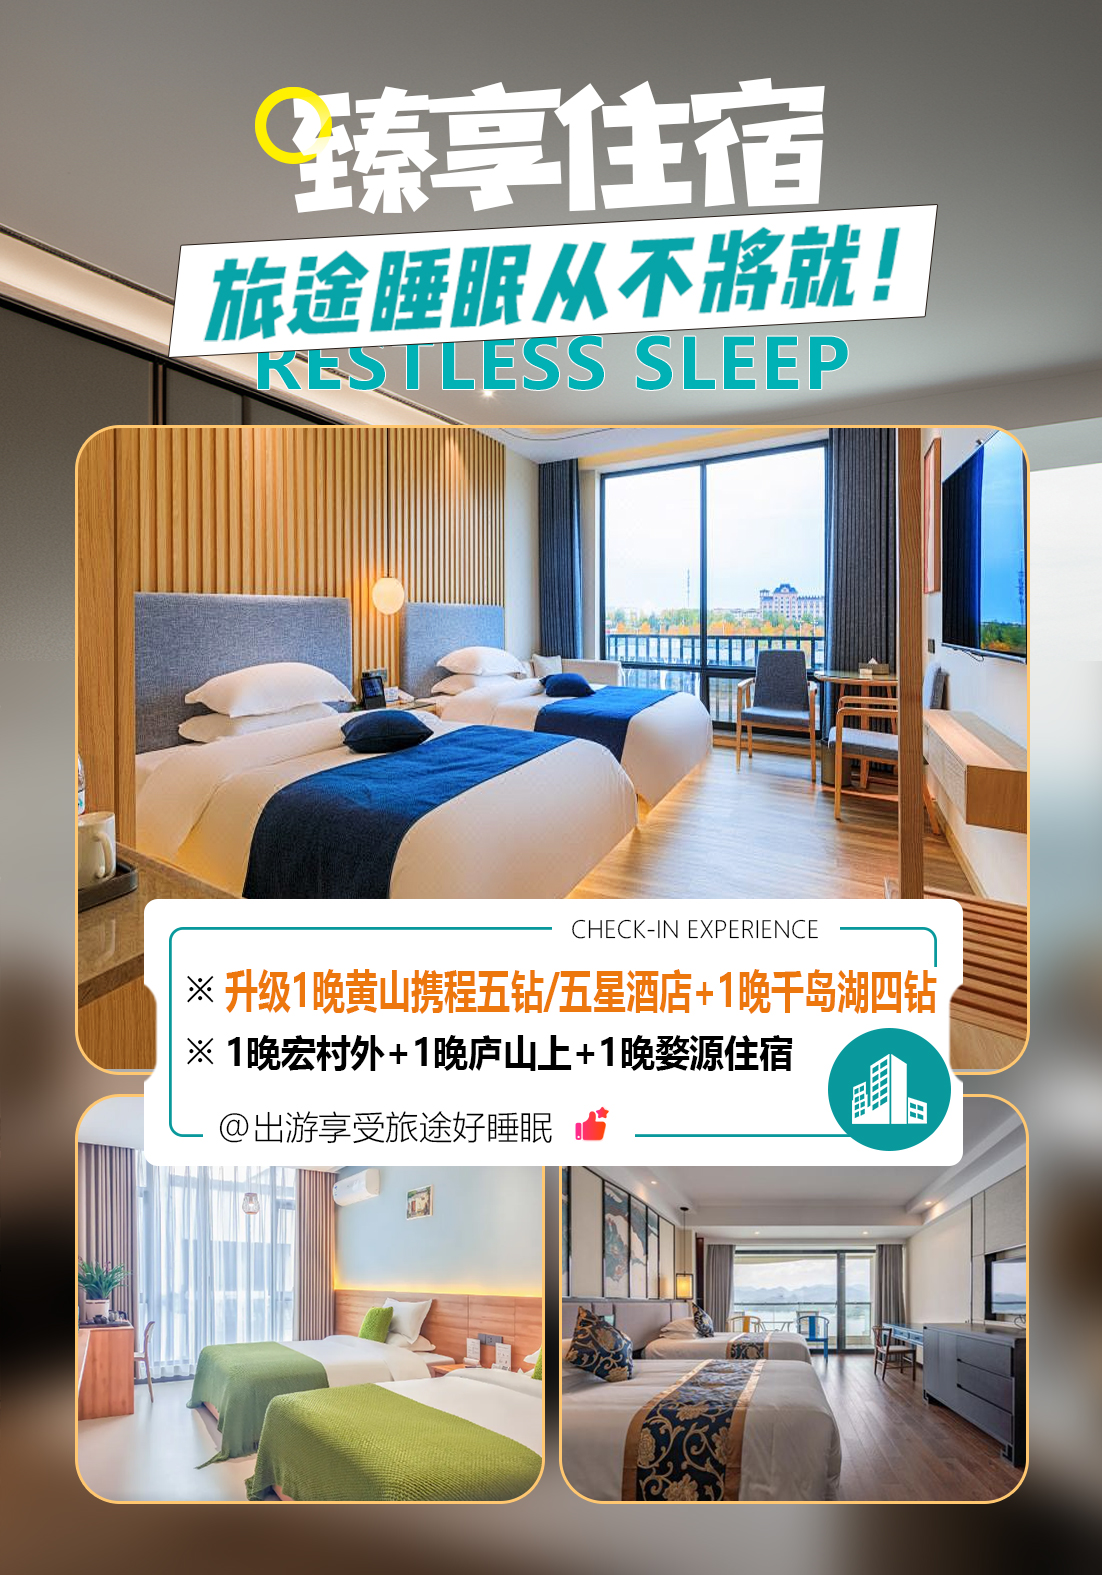 臻享住宿
旅途睡眠从不將就!
RESTLESS SLEEP
CHECK-IN EXPERIENCE
※ 升级1晚黄山携程五钻/五星酒店+1晚千岛湖四钻
※ 1晚宏村外+1晚庐山上+1晚婺源住宿
@出游享受旅途好睡眠